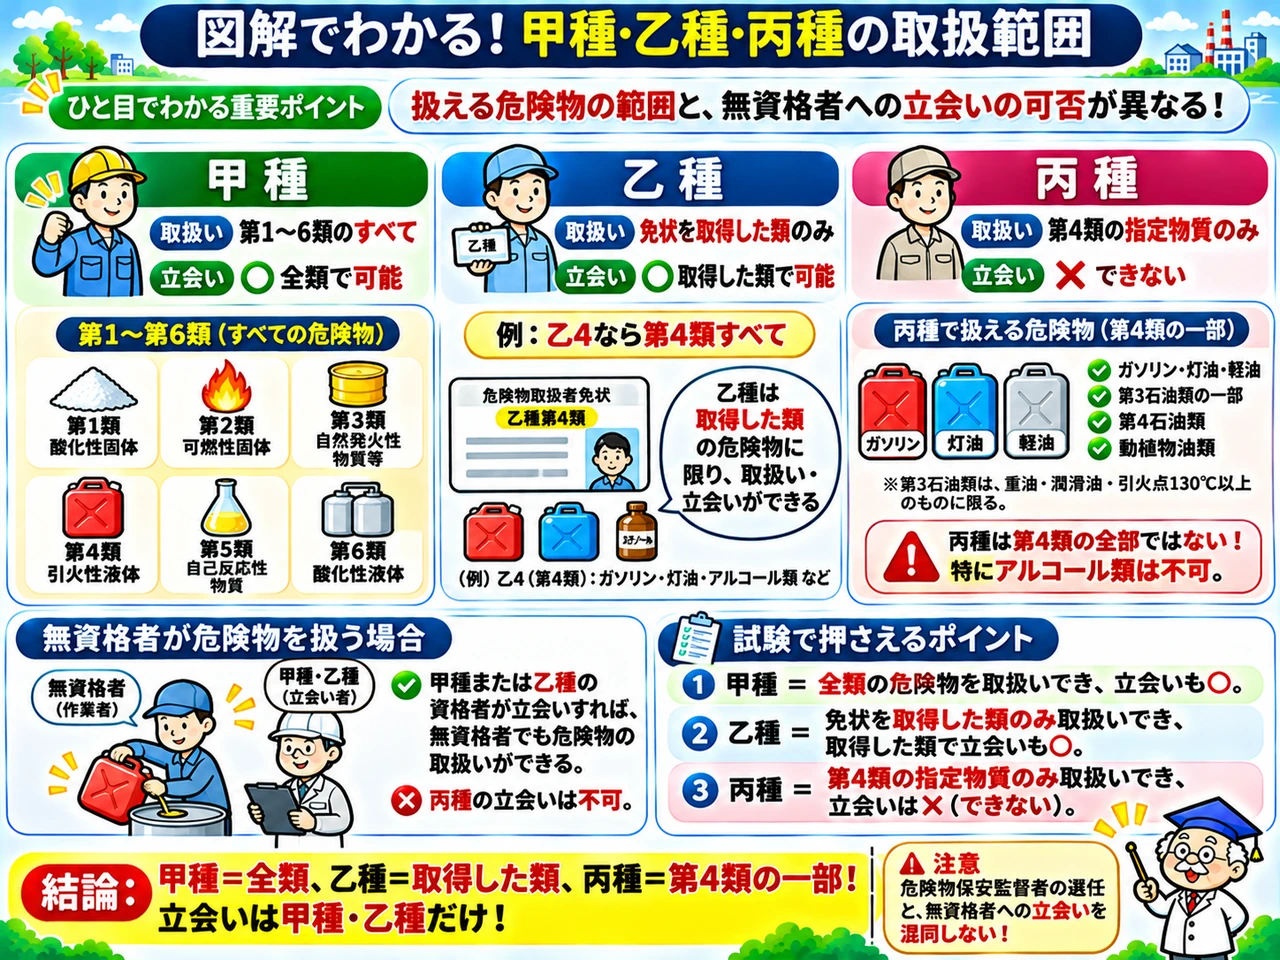 図解でわかる！甲種・乙種・丙種の取扱範囲
ひと目でわかる重要ポイント
扱える危険物の範囲と、無資格者への立会いの可否が異なる！
甲種
取扱い 第1〜6類のすべて
立会い ○ 全類で可能
第1〜第6類（すべての危険物）
第1類
酸化性固体
第2類
可燃性固体
第3類
自然発火性
物質等
第4類
引火性液体
第5類
自己反応性
物質
第6類
酸化性液体
乙種
乙種
取扱い 免状を取得した類のみ
立会い ○ 取得した類で可能
例：乙4なら第4類すべて
危険物取扱者免状
乙種第4類
乙種は
取得した類
の危険物に
限り、取扱い・
立会いができる
（例）乙4（第4類）：ガソリン・灯油・アルコール類 など
丙種
取扱い 第4類の指定物質のみ
立会い × できない
丙種で扱える危険物（第4類の一部）
ガソリン
灯油
軽油
ガソリン・灯油・軽油
第3石油類の一部
第4石油類
動植物油類
※第3石油類は、重油・潤滑油・引火点130℃以上
のものに限る。
丙種は第4類の全部ではない！
特にアルコール類は不可。
無資格者が危険物を扱う場合
無資格者
（作業者）
甲種・乙種
（立会い者）
甲種または乙種の
資格者が立会いすれば、
無資格者でも危険物の
取扱いができる。
丙種の立会いは不可。
試験で押さえるポイント
1 甲種 ＝ 全類の危険物を取扱いでき、立会いも○。
2 乙種 ＝ 免状を取得した類のみ取扱いでき、
取得した類で立会いも○。
3 丙種 ＝ 第4類の指定物質のみ取扱いでき、
立会いは×（できない）。
結論：
甲種＝全類、乙種＝取得した類、丙種＝第4類の一部！
立会いは甲種・乙種だけ！
注意
危険物保安監督者の選任
と、無資格者への立会いを
混同しない！